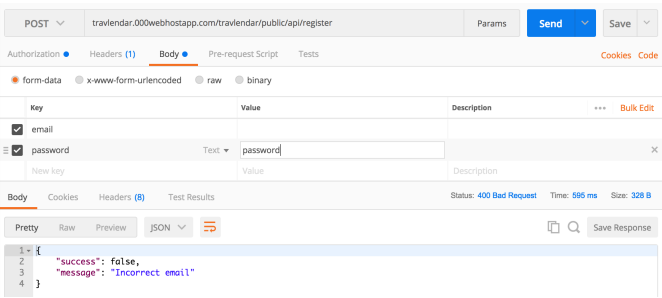 POST travlendar.000webhostapp.com/travlendar/public/api/register Params Send Save
Authorization Headers (1) Body Pre-request Script Tests Cookies Code
form-data x-www-form-urlencoded raw binary
Key Value Description ••• Bulk Edit
email
password Text password
New key Value Description
Body Cookies Headers (8) Test Results Status: 400 Bad Request Time: 595 ms Size: 328 B
Pretty Raw Preview JSON Save Response
1 {
2 "success": false,
3 "message": "Incorrect email"
4 }